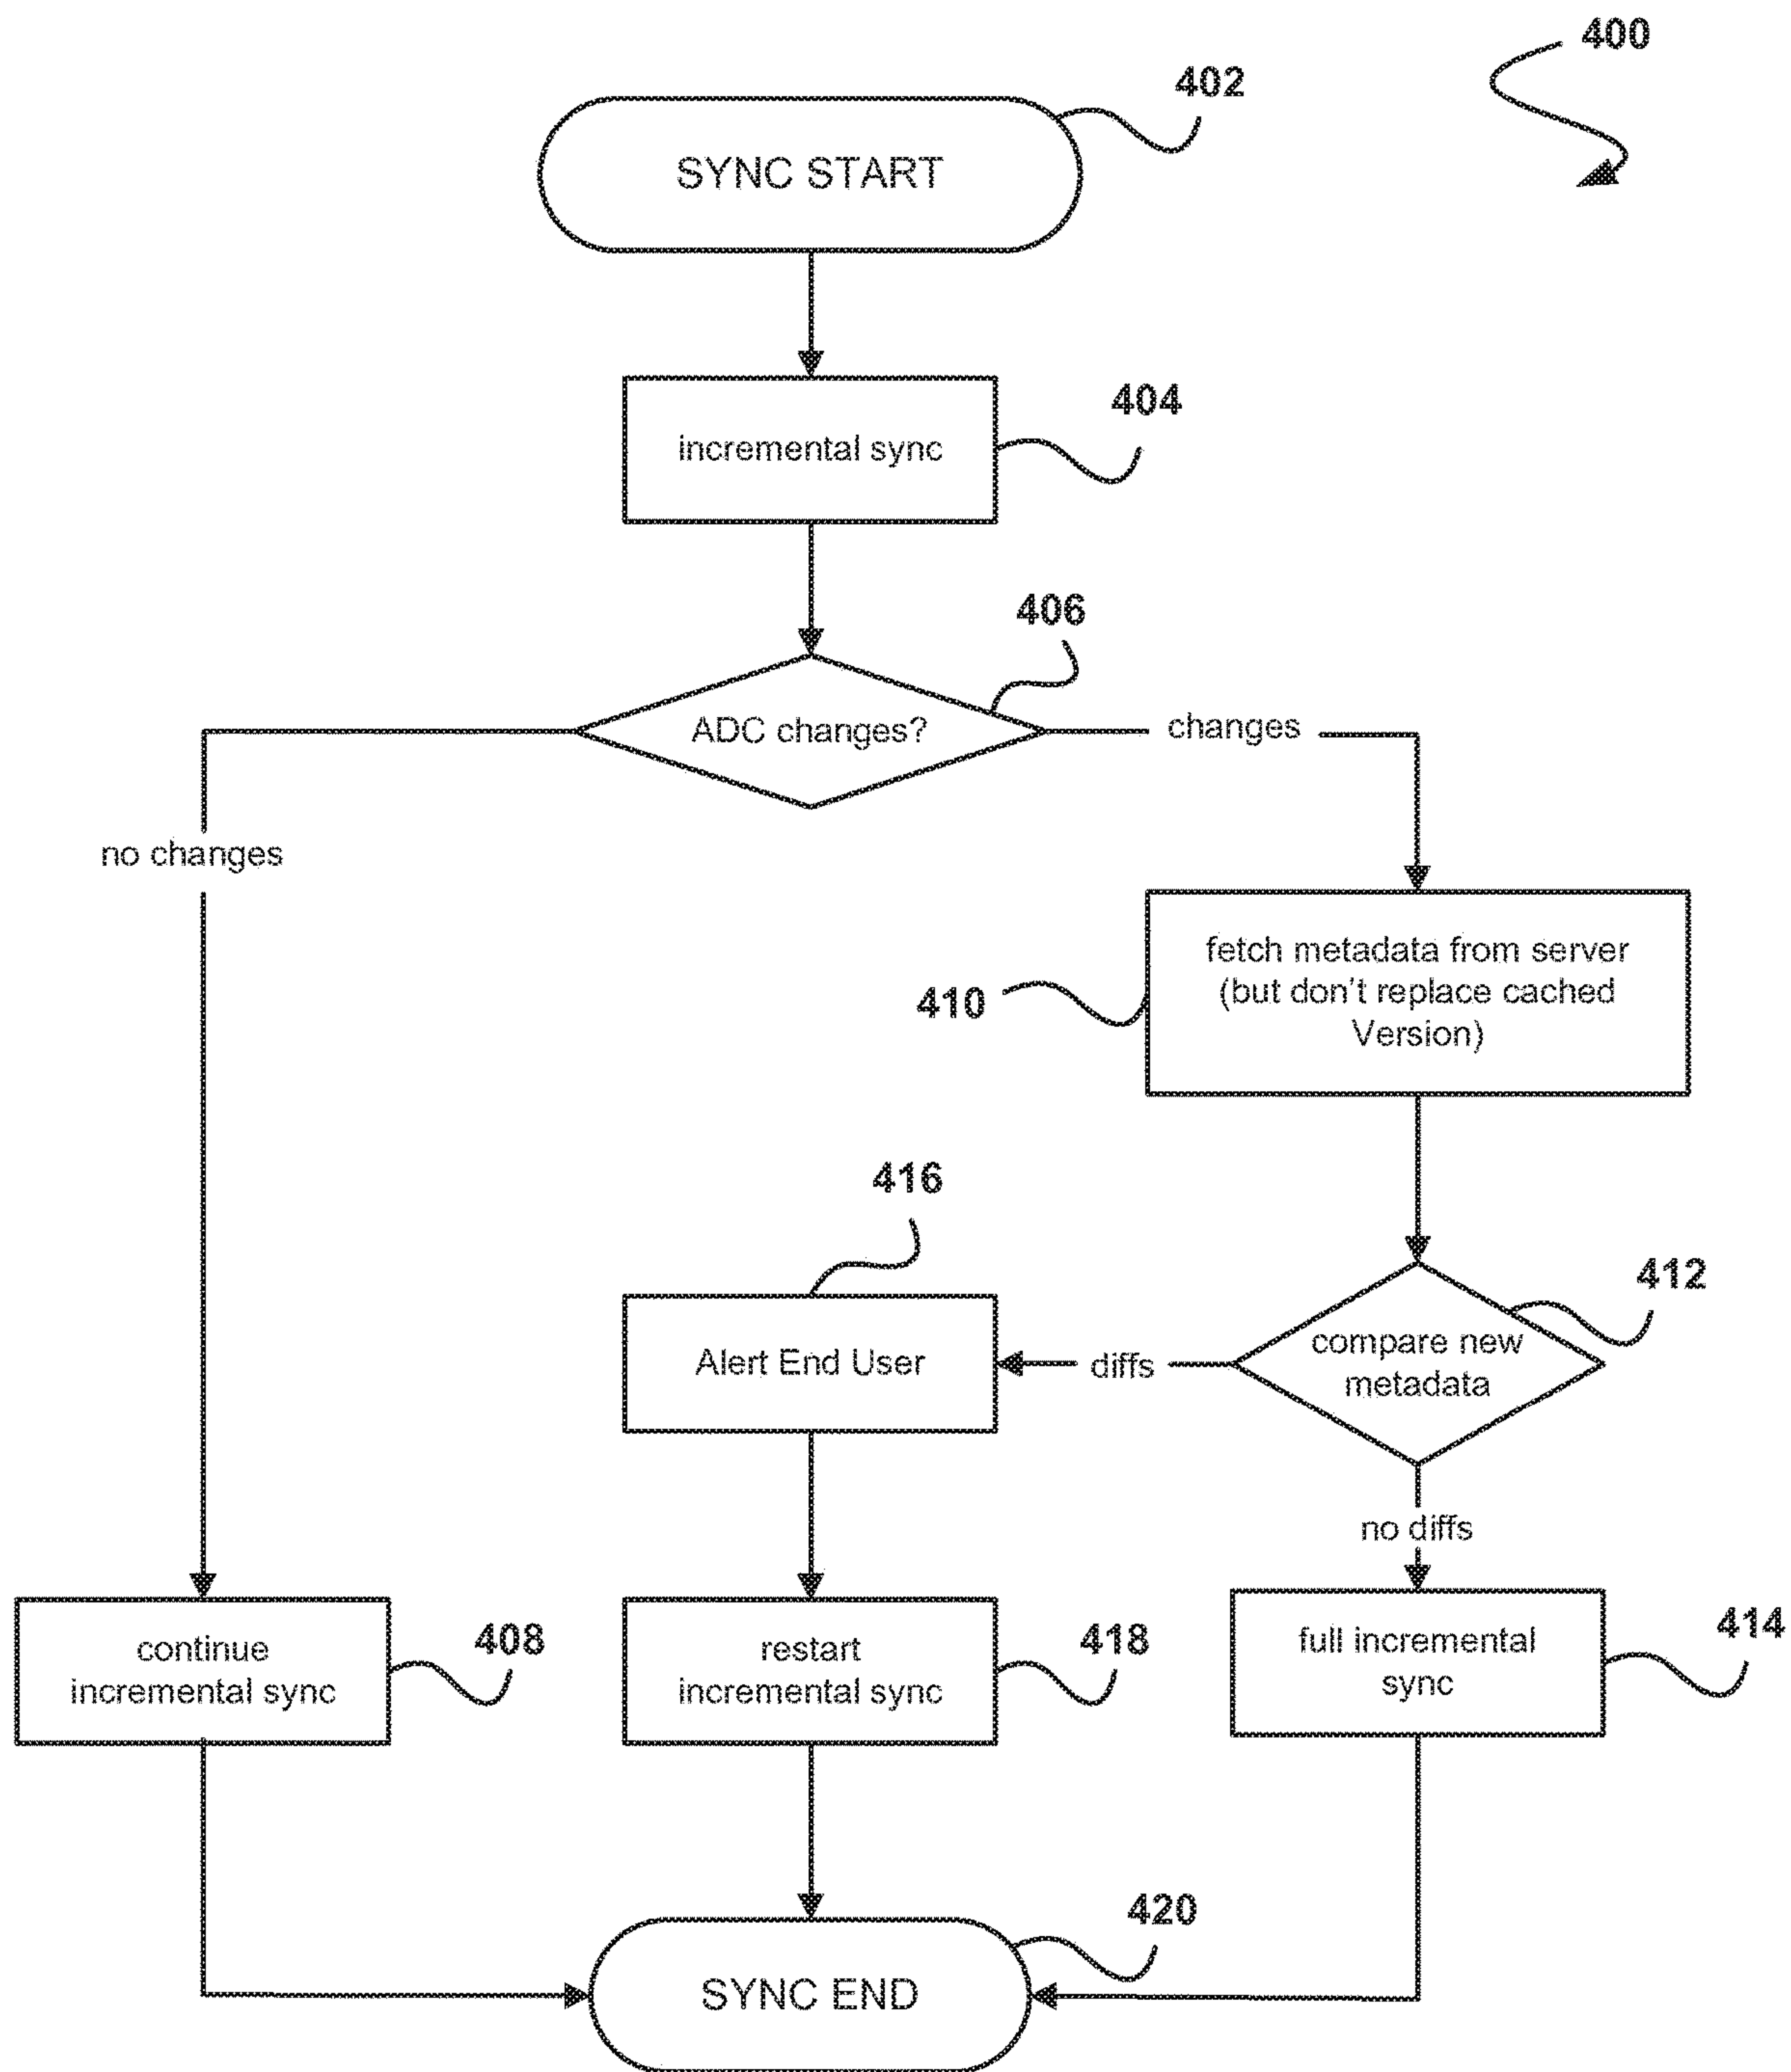 400
402
SYNC START
404
incremental sync
406
ADC changes?
changes
no changes
fetch metadata from server
(but don't replace cached
Version)
410
416
412
Alert End User
diffs
compare new
metadata
no diffs
continue
incremental sync
408
restart
incremental sync
418
full incremental
sync
414
420
SYNC END